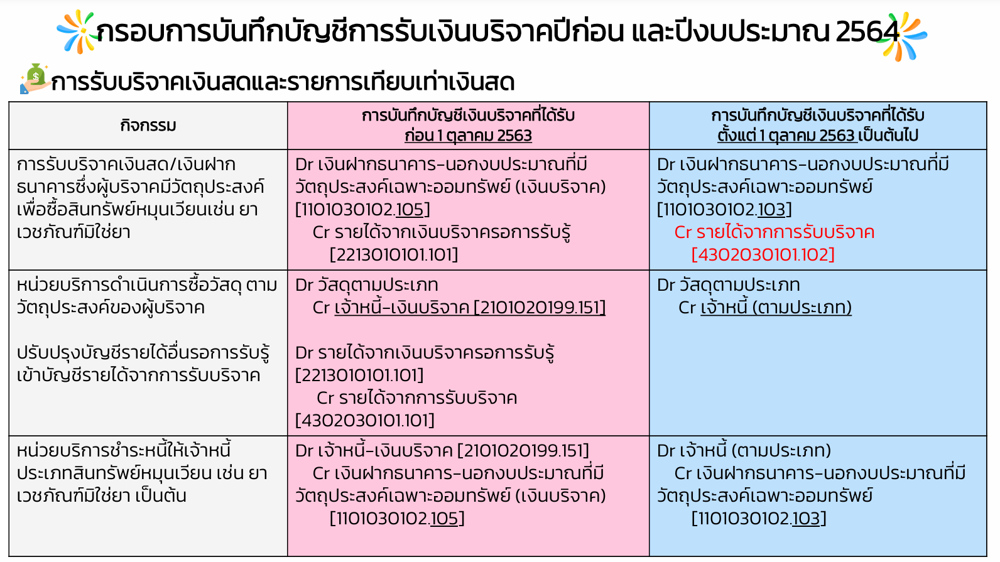 กรอบการบันทึกบัญชีการรับเงินบริจาคปีก่อน และปีงบประมาณ 2564
การรับบริจาคเงินสดและรายการเทียบเท่าเงินสด
กิจกรรม
การบันทึกบัญชีเงินบริจาคที่ได้รับ
ก่อน 1 ตุลาคม 2563
การบันทึกบัญชีเงินบริจาคที่ได้รับ
ตั้งแต่ 1 ตุลาคม 2563 เป็นต้นไป
การรับบริจาคเงินสด/เงินฝาก
ธนาคารซึ่งผู้บริจาคมีวัตถุประสงค์
เพื่อซื้อสินทรัพย์หมุนเวียนเช่น ยา
เวชภัณฑ์มิใช่ยา
Dr เงินฝากธนาคาร-นอกงบประมาณที่มี
วัตถุประสงค์เฉพาะออมทรัพย์ (เงินบริจาค)
[1101030102.105]
Cr รายได้จากเงินบริจาครอการรับรู้
[2213010101.101]
Dr เงินฝากธนาคาร-นอกงบประมาณที่มี
วัตถุประสงค์เฉพาะออมทรัพย์
[1101030102.103]
Cr รายได้จากการรับบริจาค
[4302030101.102]
หน่วยบริการดำเนินการซื้อวัสดุ ตาม
วัตถุประสงค์ของผู้บริจาค
ปรับปรุงบัญชีรายได้อื่นรอการรับรู้
เข้าบัญชีรายได้จากการรับบริจาค
Dr วัสดุตามประเภท
Cr เจ้าหนี้-เงินบริจาค [2101020199.151]
Dr รายได้จากเงินบริจาครอการรับรู้
[2213010101.101]
Cr รายได้จากการรับบริจาค
[4302030101.101]
Dr วัสดุตามประเภท
Cr เจ้าหนี้ (ตามประเภท)
หน่วยบริการชำระหนี้ให้เจ้าหนี้
ประเภทสินทรัพย์หมุนเวียน เช่น ยา
เวชภัณฑ์มิใช่ยา เป็นต้น
Dr เจ้าหนี้-เงินบริจาค [2101020199.151]
Cr เงินฝากธนาคาร-นอกงบประมาณที่มี
วัตถุประสงค์เฉพาะออมทรัพย์ (เงินบริจาค)
[1101030102.105]
Dr เจ้าหนี้ (ตามประเภท)
Cr เงินฝากธนาคาร-นอกงบประมาณที่มี
วัตถุประสงค์เฉพาะออมทรัพย์
[1101030102.103]